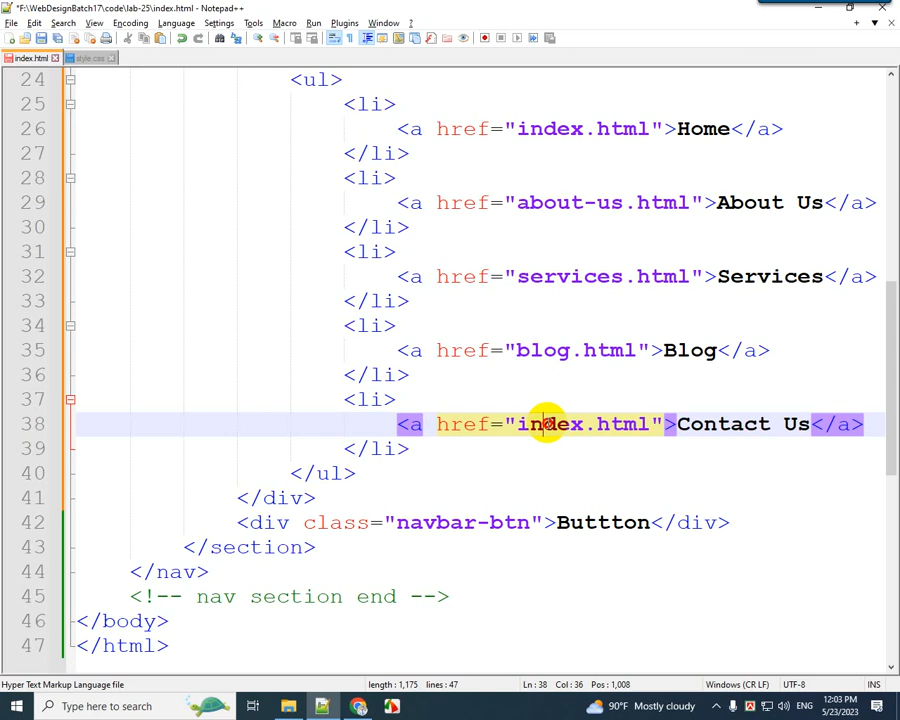 *F:\WebDesignBatch17\code\lab-25\index.html - Notepad++
File Edit Search View Encoding Language Settings Tools Macro Run Plugins Window ?
index.html style.css
24 <ul>
25 <li>
26 <a href="index.html">Home</a>
27 </li>
28 <li>
29 <a href="about-us.html">About Us</a>
30 </li>
31 <li>
32 <a href="services.html">Services</a>
33 </li>
34 <li>
35 <a href="blog.html">Blog</a>
36 </li>
37 <li>
38 <a href="index.html">Contact Us</a>
39 </li>
40 </ul>
41 </div>
42 <div class="navbar-btn">Buttton</div>
43 </section>
44 </nav>
45 <!-- nav section end -->
46 </body>
47 </html>
Hyper Text Markup Language file length : 1,175 lines : 47 Ln : 38 Col : 36 Pos : 1,008 Windows (CR LF) UTF-8 INS
Type here to search 90°F Mostly cloudy 12:03 PM
5/23/2023